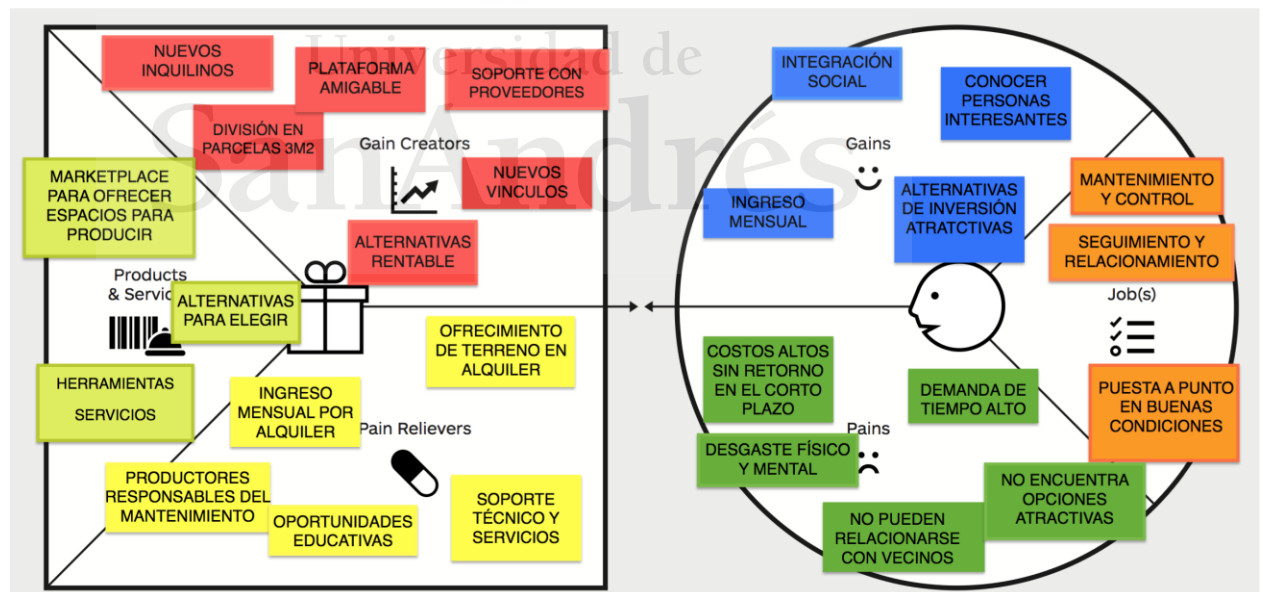 Universidad de
SanAndrés
NUEVOS
INQUILINOS
PLATAFORMA
AMIGABLE
SOPORTE CON
PROVEEDORES
DIVISIÓN EN
PARCELAS 3M2
Gain Creators
NUEVOS
VINCULOS
ALTERNATIVAS
RENTABLE
MARKETPLACE
PARA OFRECER
ESPACIOS PARA
PRODUCIR
Products
& Servic
ALTERNATIVAS
PARA ELEGIR
HERRAMIENTAS
SERVICIOS
OFRECIMIENTO
DE TERRENO EN
ALQUILER
INGRESO
MENSUAL POR
ALQUILER
Pain Relievers
PRODUCTORES
RESPONSABLES DEL
MANTENIMIENTO
OPORTUNIDADES
EDUCATIVAS
SOPORTE
TÉCNICO Y
SERVICIOS
INTEGRACIÓN
SOCIAL
CONOCER
PERSONAS
INTERESANTES
Gains
INGRESO
MENSUAL
ALTERNATIVAS
DE INVERSIÓN
ATRATCTIVAS
MANTENIMIENTO
Y CONTROL
SEGUIMIENTO Y
RELACIONAMIENTO
Job(s)
PUESTA A PUNTO
EN BUENAS
CONDICIONES
COSTOS ALTOS
SIN RETORNO
EN EL CORTO
PLAZO
DEMANDA DE
TIEMPO ALTO
Pains
DESGASTE FÍSICO
Y MENTAL
NO ENCUENTRA
OPCIONES
ATRACTIVAS
NO PUEDEN
RELACIONARSE
CON VECINOS